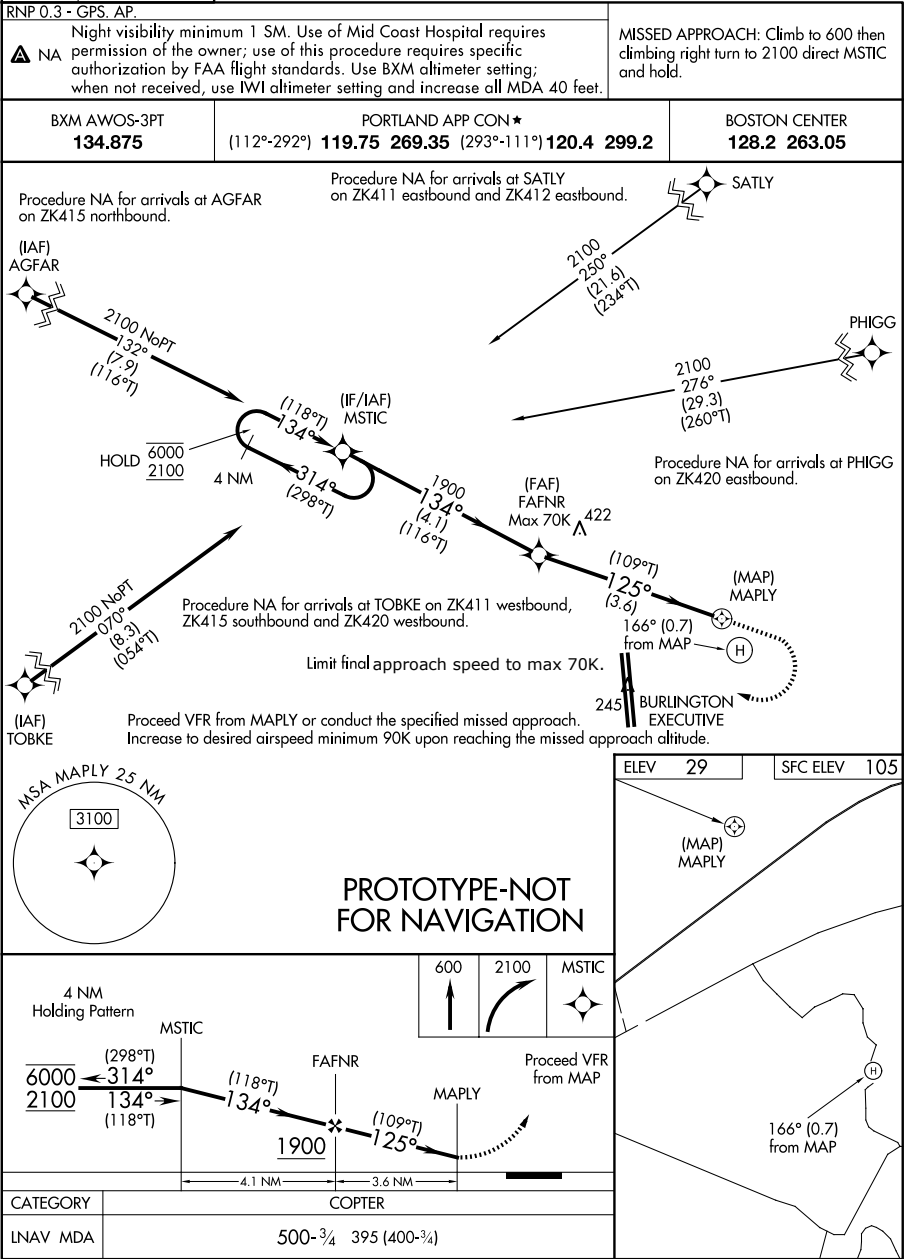 RNP 0.3 - GPS. AP.
A NA
Night visibility minimum 1 SM. Use of Mid Coast Hospital requires
permission of the owner; use of this procedure requires specific
authorization by FAA flight standards. Use BXM altimeter setting;
when not received, use IWI altimeter setting and increase all MDA 40 feet.
MISSED APPROACH: Climb to 600 then
climbing right turn to 2100 direct MSTIC
and hold.
BXM AWOS-3PT
134.875
PORTLAND APP CON ★
(112°-292°) 119.75 269.35 (293°-111°) 120.4 299.2
BOSTON CENTER
128.2 263.05
Procedure NA for arrivals at AGFAR
on ZK415 northbound.
Procedure NA for arrivals at SATLY
on ZK411 eastbound and ZK412 eastbound.
SATLY
2100
250°
(21.6)
(234°T)
(IAF)
AGFAR
2100 NoPT
132°
(7.9)
(116°T)
PHIGG
2100
276°
(29.3)
(260°T)
(IF/IAF)
MSTIC
(118°T)
134°
HOLD
6000
2100
4 NM
314°
(298°T)
Procedure NA for arrivals at PHIGG
on ZK420 eastbound.
1900
134°
(4.1)
(116°T)
(FAF)
FAFNR
Max 70K
422
(109°T)
125°
(3.6)
(MAP)
MAPLY
2100 NoPT
070°
(8.3)
(054°T)
Procedure NA for arrivals at TOBKE on ZK411 westbound,
ZK415 southbound and ZK420 westbound.
166° (0.7)
from MAP
H
Limit final approach speed to max 70K.
245
BURLINGTON
EXECUTIVE
(IAF)
TOBKE
Proceed VFR from MAPLY or conduct the specified missed approach.
Increase to desired airspeed minimum 90K upon reaching the missed approach altitude.
MSA MAPLY 25 NM
3100
ELEV 29
SFC ELEV 105
(MAP)
MAPLY
PROTOTYPE-NOT
FOR NAVIGATION
600
2100
MSTIC
4 NM
Holding Pattern
MSTIC
6000
2100
(298°T)
314°
134°
(118°T)
(118°T)
134°
FAFNR
1900
(109°T)
125°
MAPLY
Proceed VFR
from MAP
4.1 NM
3.6 NM
H
166° (0.7)
from MAP
CATEGORY
COPTER
LNAV MDA
500-¾ 395 (400-¾)